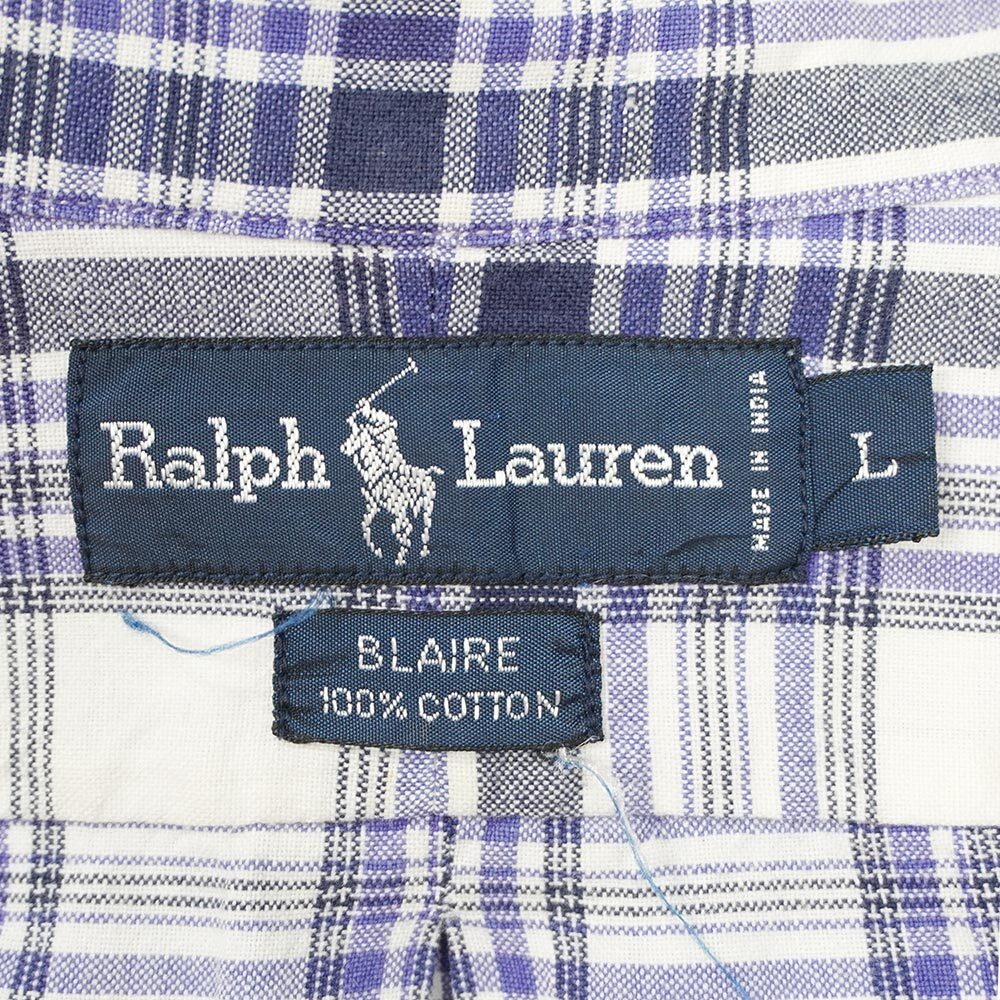 Ralph Lauren
MADE IN INDIA
L
BLAIRE
100% COTTON